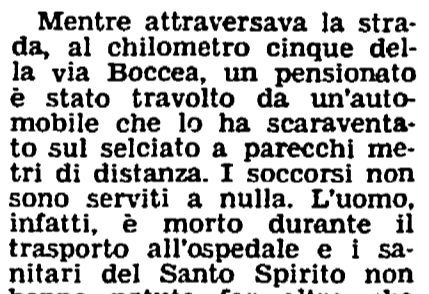 Mentre attraversava la stra-
da, al chilometro cinque del-
la via Boccea, un pensionato
è stato travolto da un'auto-
mobile che lo ha scaraventa-
to sul selciato a parecchi me-
tri di distanza. I soccorsi non
sono serviti a nulla. L'uomo,
infatti, è morto durante il
trasporto all'ospedale e i sa-
nitari del Santo Spirito non